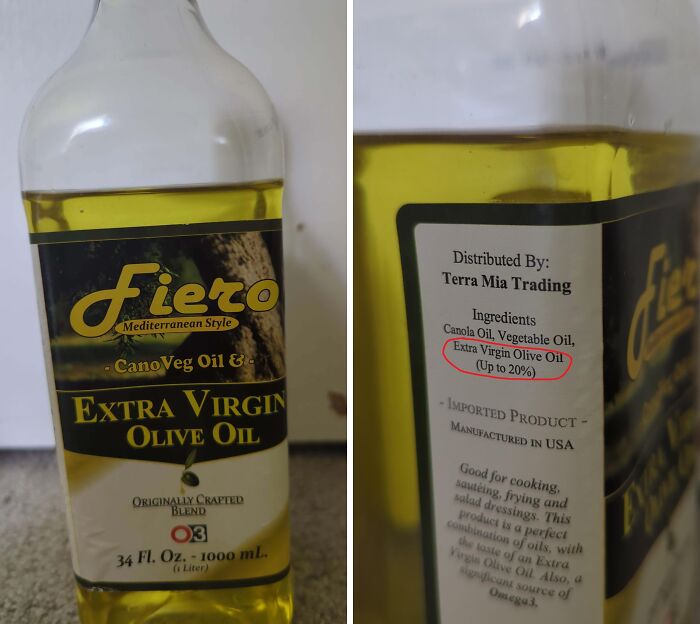 Fiero
Mediterranean Style
- CanoVeg Oil & -
EXTRA VIRGIN
OLIVE OIL
ORIGINALLY CRAFTED
BLEND
O3
34 Fl. Oz. - 1000 mL.
(1 Liter)
Distributed By:
Terra Mia Trading
Ingredients
Canola Oil, Vegetable Oil,
Extra Virgin Olive Oil
(Up to 20%)
- IMPORTED PRODUCT -
MANUFACTURED IN USA
Good for cooking,
sautéing, frying and
salad dressings. This
product is a perfect
combination of oils, with
the taste of an Extra
Virgin Olive Oil. Also, a
significant source of
Omega3.
Fie